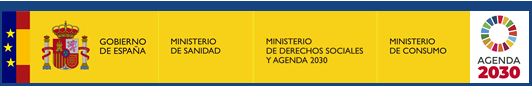 GOBIERNO
DE ESPAÑA
MINISTERIO
DE SANIDAD
MINISTERIO
DE DERECHOS SOCIALES
Y AGENDA 2030
MINISTERIO
DE CONSUMO
AGENDA
2030